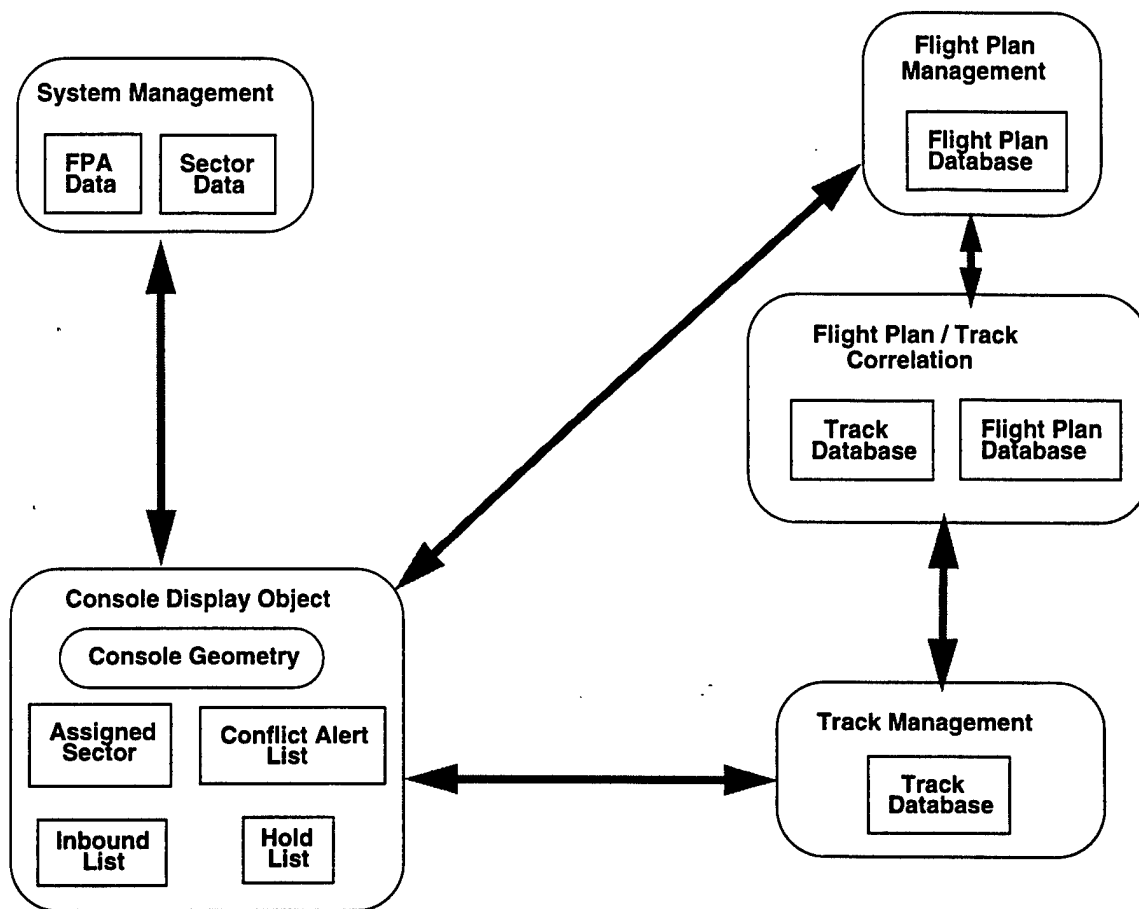 System Management
FPA
Data
Sector
Data
Flight Plan
Management
Flight Plan
Database
Flight Plan / Track
Correlation
Track
Database
Flight Plan
Database
Console Display Object
Console Geometry
Assigned
Sector
Conflict Alert
List
Inbound
List
Hold
List
Track Management
Track
Database